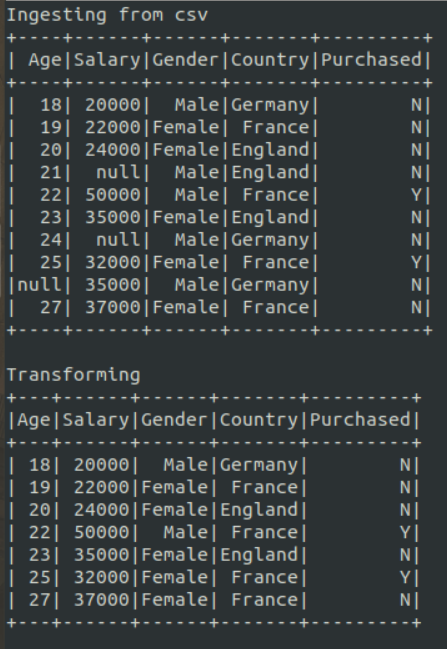 Ingesting from csv
+----+------+------+-------+---------+
| Age|Salary|Gender|Country|Purchased|
+----+------+------+-------+---------+
|  18| 20000|  Male|Germany|        N|
|  19| 22000|Female| France|        N|
|  20| 24000|Female|England|        N|
|  21|  null|  Male|England|        N|
|  22| 50000|  Male| France|        Y|
|  23| 35000|Female|England|        N|
|  24|  null|  Male|Germany|        N|
|  25| 32000|Female| France|        Y|
|null| 35000|  Male|Germany|        N|
|  27| 37000|Female| France|        N|
+----+------+------+-------+---------+

Transforming
+---+------+------+-------+---------+
|Age|Salary|Gender|Country|Purchased|
+---+------+------+-------+---------+
| 18| 20000|  Male|Germany|        N|
| 19| 22000|Female| France|        N|
| 20| 24000|Female|England|        N|
| 22| 50000|  Male| France|        Y|
| 23| 35000|Female|England|        N|
| 25| 32000|Female| France|        Y|
| 27| 37000|Female| France|        N|
+---+------+------+-------+---------+